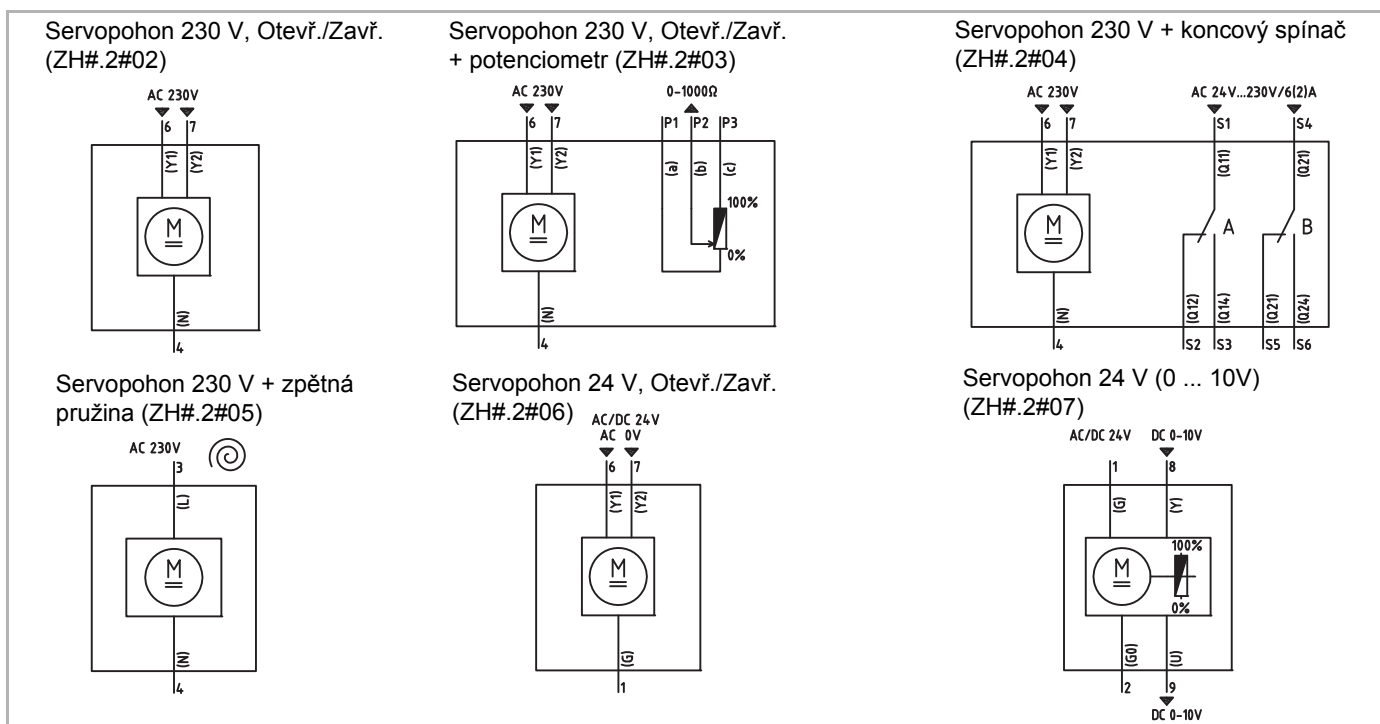 Servopohon 230 V, Otevř./Zavř.
(ZH#.2#02)
AC 230V
6 7
(Y1) (Y2)
M
(N)
4
Servopohon 230 V, Otevř./Zavř.
+ potenciometr (ZH#.2#03)
AC 230V 0-1000Ω
6 7 P1 P2 P3
(Y1) (Y2) (a) (b) (c)
100%
M
0%
(N)
4
Servopohon 230 V + koncový spínač
(ZH#.2#04)
AC 230V AC 24V...230V/6(2)A
6 7 S1 S4
(Y1) (Y2) (Q11) (Q21)
M A B
(N) (Q12) (Q14) (Q21) (Q24)
4 S2 S3 S5 S6
Servopohon 230 V + zpětná
pružina (ZH#.2#05)
AC 230V
3
(L)
M
(N)
4
Servopohon 24 V, Otevř./Zavř.
(ZH#.2#06)
AC/DC 24V
AC 0V
6 7
(Y1) (Y2)
M
(G)
1
Servopohon 24 V (0 ... 10V)
(ZH#.2#07)
AC/DC 24V DC 0-10V
1 8
(G) (Y)
100%
M
0%
(G0) (U)
2 9
DC 0-10V